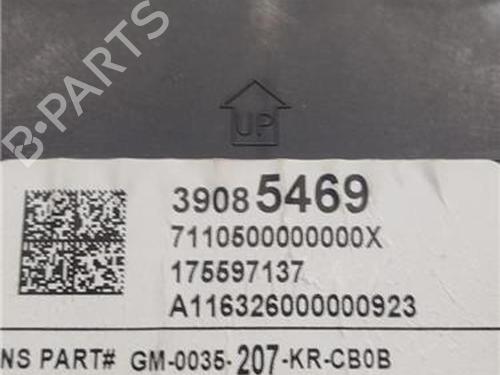 B-PARTS
UP
39085469
7110500000000X
175597137
A116326000000923
NS PART# GM-0035-207-KR-CB0B